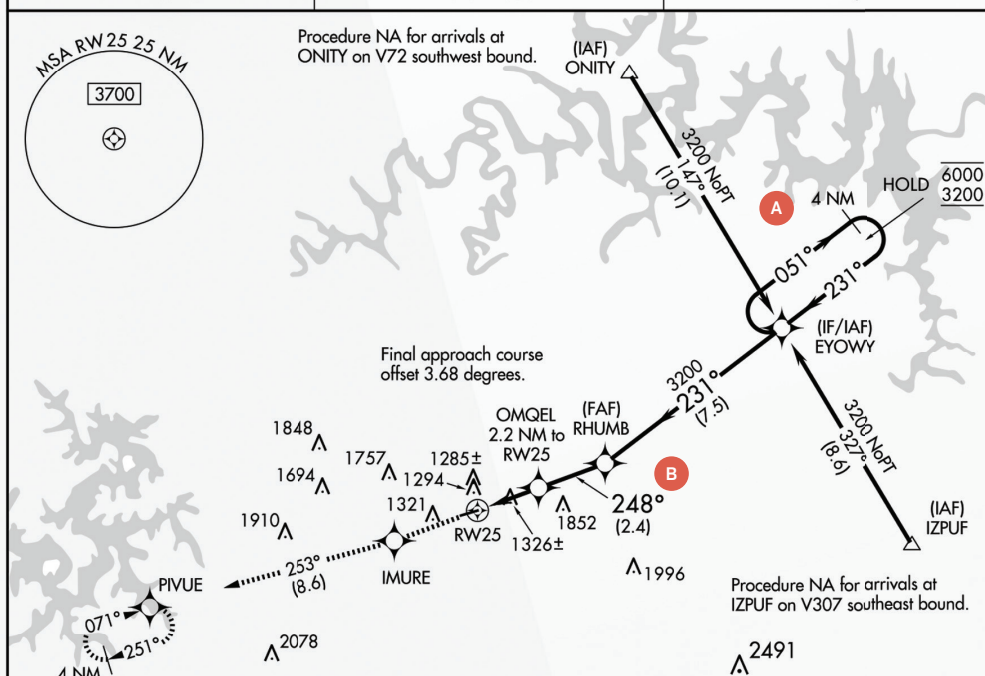 MSA RW25 25 NM
3700
Procedure NA for arrivals at
ONITY on V72 southwest bound.
(IAF)
ONITY
3200 NoPT
147°
(10.1)
A
4 NM
HOLD
6000
3200
051°
231°
(IF/IAF)
EYOWY
Final approach course
offset 3.68 degrees.
3200
231°
(7.5)
(FAF)
RHUMB
OMQEL
2.2 NM to
RW25
B
3200 NoPT
327°
(8.6)
(IAF)
IZPUF
1848
1757
1285±
1694
1294
1321
1910
RW25
1326±
1852
248°
(2.4)
IMURE
253°
(8.6)
1996
PIVUE
071°
251°
4 NM
2078
Procedure NA for arrivals at
IZPUF on V307 southeast bound.
2491